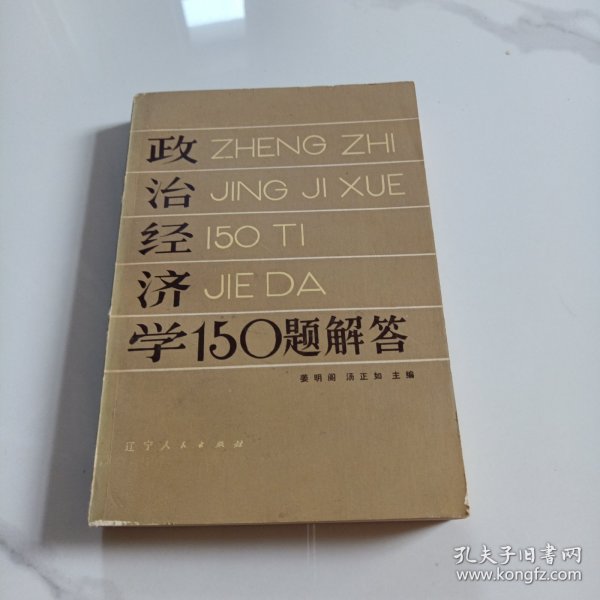 政 ZHENG ZHI
治 JING JI XUE
经 150 TI
济 JIE DA
学150题解答
姜明阁 汤正如 主编
辽宁人民出版社
孔夫子旧书网
www.kongfz.com